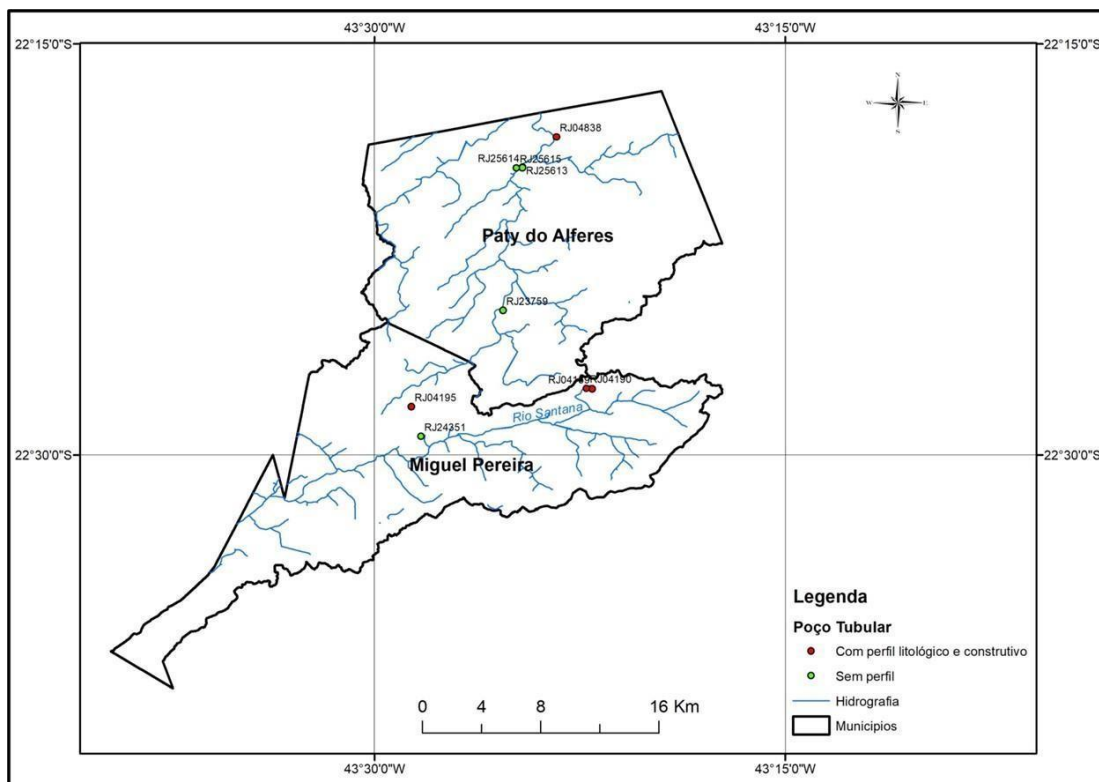 43°30'0"W
43°15'0"W
22°15'0"S
22°15'0"S
N
W
E
S
RJ04838
RJ25614
RJ25615
RJ25613
Paty do Alferes
RJ23759
RJ04190
RJ04195
Rio Santana
RJ24351
22°30'0"S
22°30'0"S
Miguel Pereira
Legenda
Poço Tubular
Com perfil litológico e construtivo
Sem perfil
Hidrografia
Municipios
0 4 8 16 Km
43°30'0"W
43°15'0"W